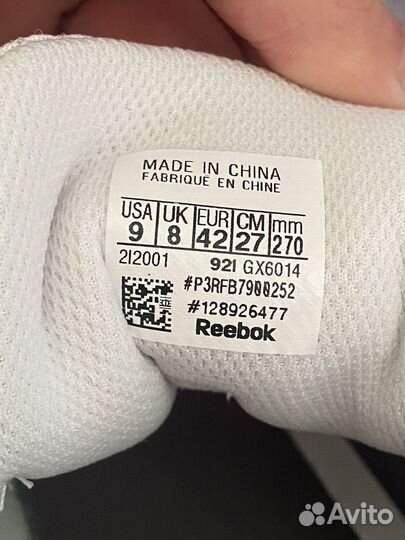 MADE IN CHINA
FABRIQUÉ EN CHINE
USA UK EUR CM mm
9 8 42 27 270
2I2001 92I GX6014
#P3RFB7900252
#128926477
Reebok
Avito